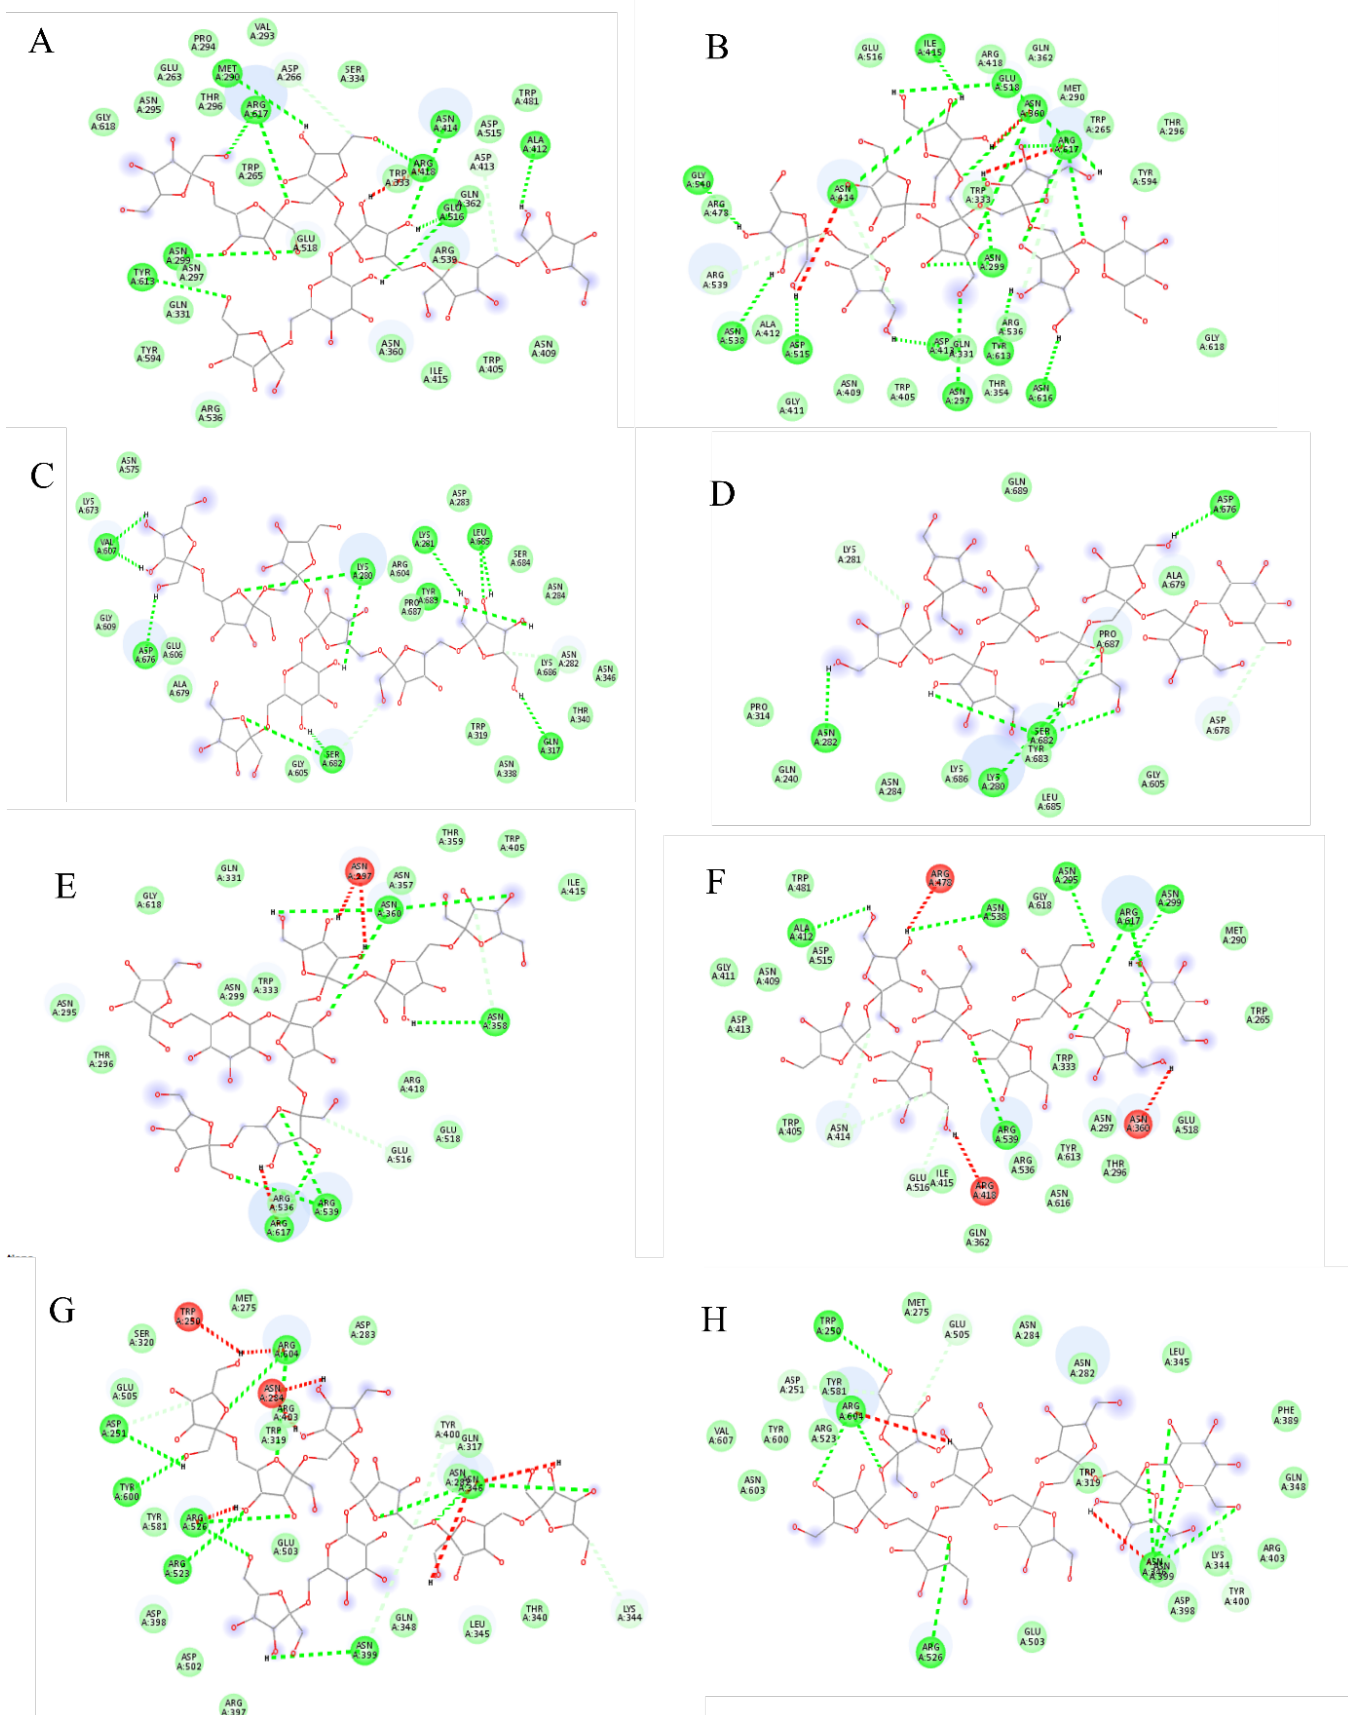 A
VAL
A:293
PRO
A:294
GLU
A:263
MET
A:290
ASP
A:266
SER
A:334
ASN
A:295
THR
A:296
ARG
A:617
GLY
A:618
TRP
A:481
ASN
A:414
ASP
A:515
ALA
A:412
TRP
A:265
TRP
A:333
ARG
A:418
ASP
A:413
GLN
A:362
GLU
A:516
GLU
A:518
ARG
A:539
ASN
A:299
ASN
A:297
TYR
A:613
GLN
A:331
TYR
A:594
ASN
A:360
ILE
A:415
TRP
A:405
ASN
A:409
ARG
A:536
B
GLU
A:516
ILE
A:415
ARG
A:418
GLN
A:362
GLU
A:518
MET
A:290
ASN
A:360
TRP
A:265
THR
A:296
ARG
A:617
TYR
A:594
GLY
A:540
ARG
A:478
ASN
A:414
TRP
A:333
ARG
A:539
ASN
A:299
ASN
A:538
ALA
A:412
ASP
A:515
ASP
A:413
GLN
A:331
ARG
A:536
TYR
A:613
GLY
A:618
GLY
A:411
ASN
A:409
TRP
A:405
ASN
A:297
THR
A:354
ASN
A:616
C
ASN
A:575
LYS
A:673
VAL
A:607
ASP
A:283
LYS
A:281
LEU
A:685
LYS
A:280
ARG
A:604
SER
A:684
TYR
A:683
PRO
A:687
ASN
A:284
GLY
A:609
ASP
A:676
GLU
A:606
ALA
A:679
LYS
A:686
ASN
A:282
ASN
A:346
THR
A:340
TRP
A:319
GLN
A:317
GLY
A:605
SER
A:682
ASN
A:338
D
GLN
A:689
ASP
A:676
LYS
A:281
ALA
A:679
PRO
A:687
PRO
A:314
ASN
A:282
SER
A:682
TYR
A:683
ASP
A:678
GLN
A:240
ASN
A:284
LYS
A:686
LYS
A:280
LEU
A:685
GLY
A:605
E
THR
A:359
TRP
A:405
GLN
A:331
ASN
A:297
ASN
A:357
ILE
A:415
GLY
A:618
ASN
A:360
ASN
A:295
ASN
A:299
TRP
A:333
ASN
A:358
THR
A:296
ARG
A:418
GLU
A:518
GLU
A:516
ARG
A:536
ARG
A:539
ARG
A:617
F
TRP
A:481
ARG
A:478
ASN
A:295
ALA
A:412
ASN
A:538
GLY
A:618
ARG
A:617
ASN
A:299
ASP
A:515
MET
A:290
GLY
A:411
ASN
A:409
ASP
A:413
TRP
A:265
TRP
A:333
TRP
A:405
ASN
A:414
ARG
A:539
ASN
A:297
ASN
A:360
GLU
A:518
GLU
A:516
ILE
A:415
ARG
A:418
ARG
A:536
TYR
A:613
THR
A:296
ASN
A:616
GLN
A:362
G
MET
A:275
TRP
A:250
SER
A:320
ARG
A:604
ASP
A:283
GLU
A:505
ASN
A:284
ARG
A:403
ASP
A:251
TRP
A:319
TYR
A:400
GLN
A:317
A:346
TYR
A:600
ARG
A:526
TYR
A:581
GLU
A:503
ARG
A:523
ASP
A:398
GLN
A:348
LEU
A:345
THR
A:340
LYS
A:344
ASN
A:399
ASP
A:502
ARG
A:397
H
MET
A:275
TRP
A:250
GLU
A:505
ASN
A:284
ASN
A:282
LEU
A:345
ASP
A:251
TYR
A:581
ARG
A:604
PHE
A:389
VAL
A:607
TYR
A:600
ARG
A:523
ASN
A:603
TRP
A:319
GLN
A:348
ASN
A:399
LYS
A:344
ARG
A:403
TYR
A:400
ASP
A:398
GLU
A:503
ARG
A:526